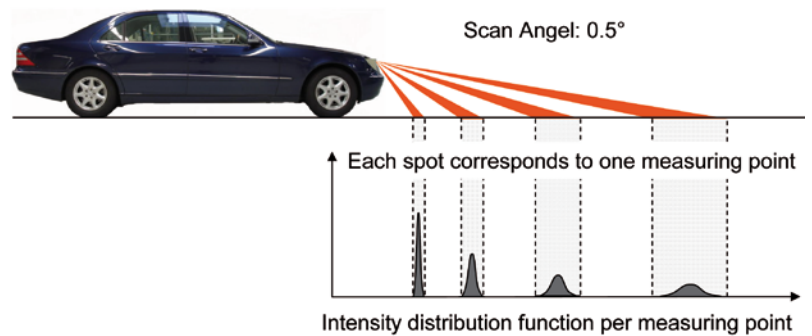 Scan Angel: 0.5°
Each spot corresponds to one measuring point
Intensity distribution function per measuring point